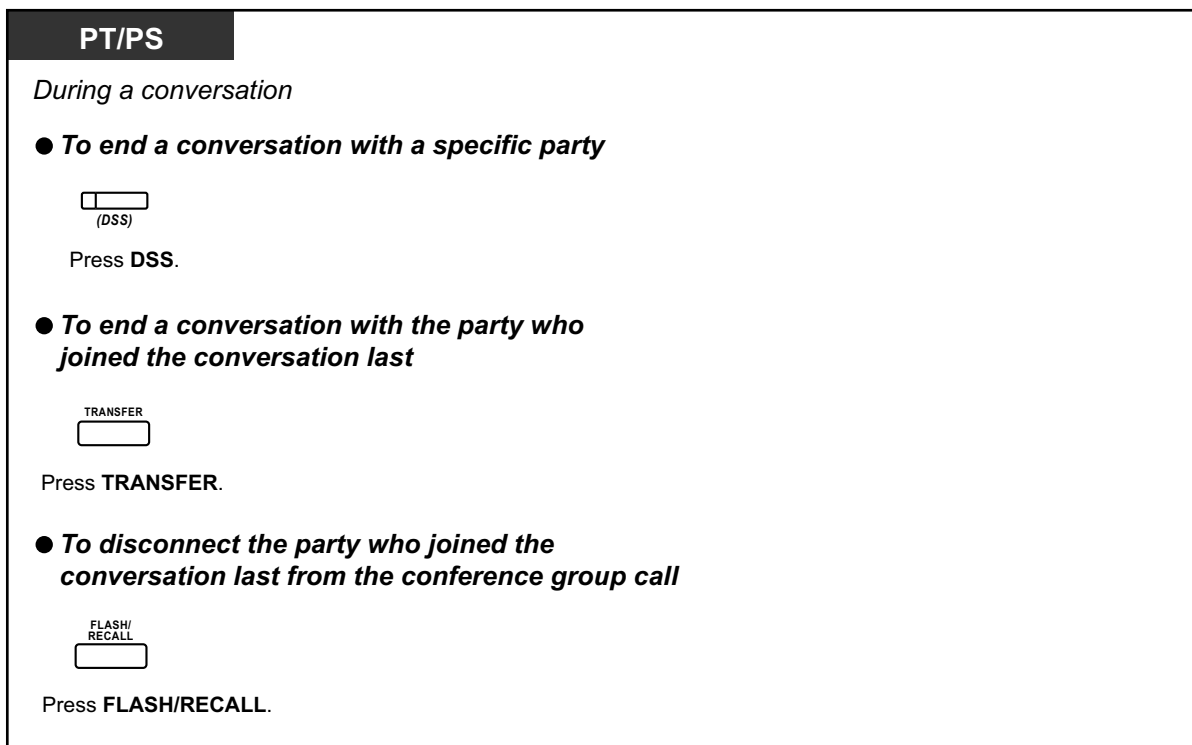 PT/PS
During a conversation
● To end a conversation with a specific party
(DSS)
Press DSS.
● To end a conversation with the party who
joined the conversation last
TRANSFER
Press TRANSFER.
● To disconnect the party who joined the
conversation last from the conference group call
FLASH/
RECALL
Press FLASH/RECALL.